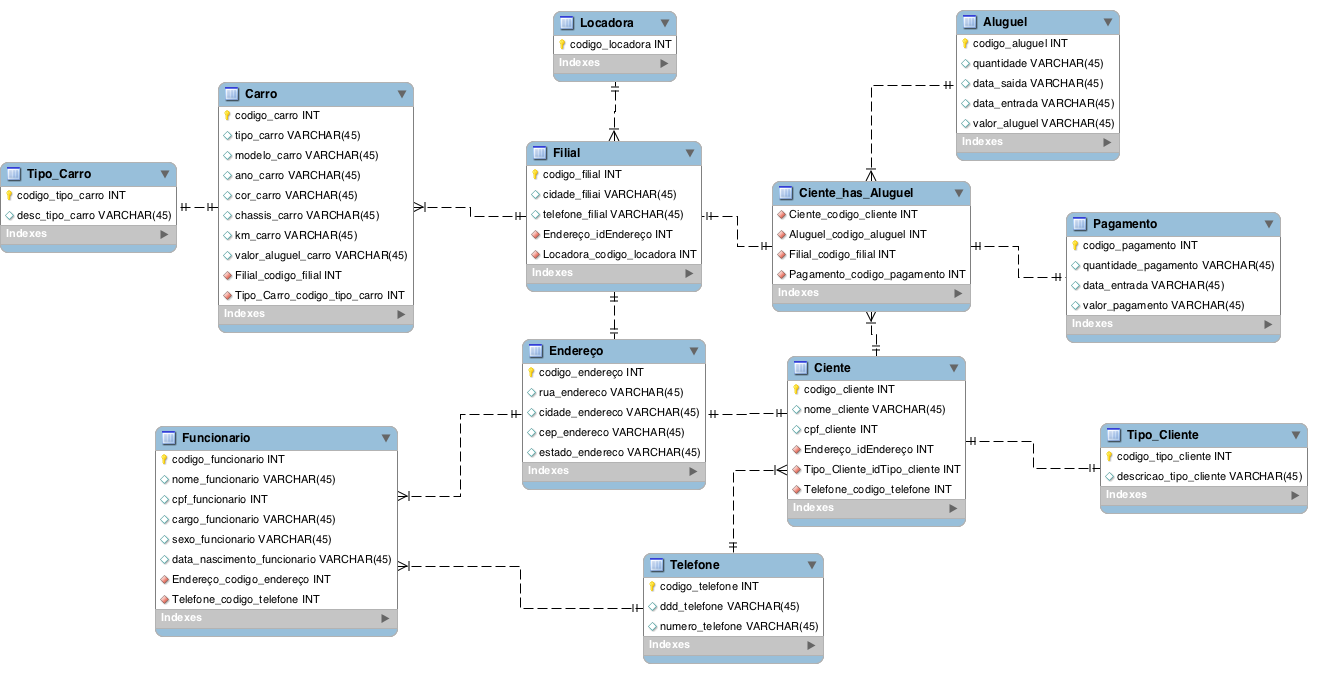 Locadora
codigo_locadora INT
Indexes
Aluguel
codigo_aluguel INT
quantidade VARCHAR(45)
data_saida VARCHAR(45)
data_entrada VARCHAR(45)
valor_aluguel VARCHAR(45)
Indexes
Carro
codigo_carro INT
tipo_carro VARCHAR(45)
modelo_carro VARCHAR(45)
ano_carro VARCHAR(45)
cor_carro VARCHAR(45)
chassis_carro VARCHAR(45)
km_carro VARCHAR(45)
valor_aluguel_carro VARCHAR(45)
Filial_codigo_filial INT
Tipo_Carro_codigo_tipo_carro INT
Indexes
Filial
codigo_filial INT
cidade_filiai VARCHAR(45)
telefone_filial VARCHAR(45)
Endereço_idEndereço INT
Locadora_codigo_locadora INT
Indexes
Tipo_Carro
codigo_tipo_carro INT
desc_tipo_carro VARCHAR(45)
Indexes
Ciente_has_Aluguel
Ciente_codigo_cliente INT
Aluguel_codigo_aluguel INT
Filial_codigo_filial INT
Pagamento_codigo_pagamento INT
Indexes
Pagamento
codigo_pagamento INT
quantidade_pagamento VARCHAR(45)
data_entrada VARCHAR(45)
valor_pagamento VARCHAR(45)
Indexes
Endereço
codigo_endereço INT
rua_endereco VARCHAR(45)
cidade_endereco VARCHAR(45)
cep_endereco VARCHAR(45)
estado_endereco VARCHAR(45)
Indexes
Ciente
codigo_cliente INT
nome_cliente VARCHAR(45)
cpf_cliente INT
Endereço_idEndereço INT
Tipo_Cliente_idTipo_cliente INT
Telefone_codigo_telefone INT
Indexes
Tipo_Cliente
codigo_tipo_cliente INT
descricao_tipo_cliente VARCHAR(45)
Indexes
Funcionario
codigo_funcionario INT
nome_funcionario VARCHAR(45)
cpf_funcionario INT
cargo_funcionario VARCHAR(45)
sexo_funcionario VARCHAR(45)
data_nascimento_funcionario VARCHAR(45)
Endereço_codigo_endereço INT
Telefone_codigo_telefone INT
Indexes
Telefone
codigo_telefone INT
ddd_telefone VARCHAR(45)
numero_telefone VARCHAR(45)
Indexes